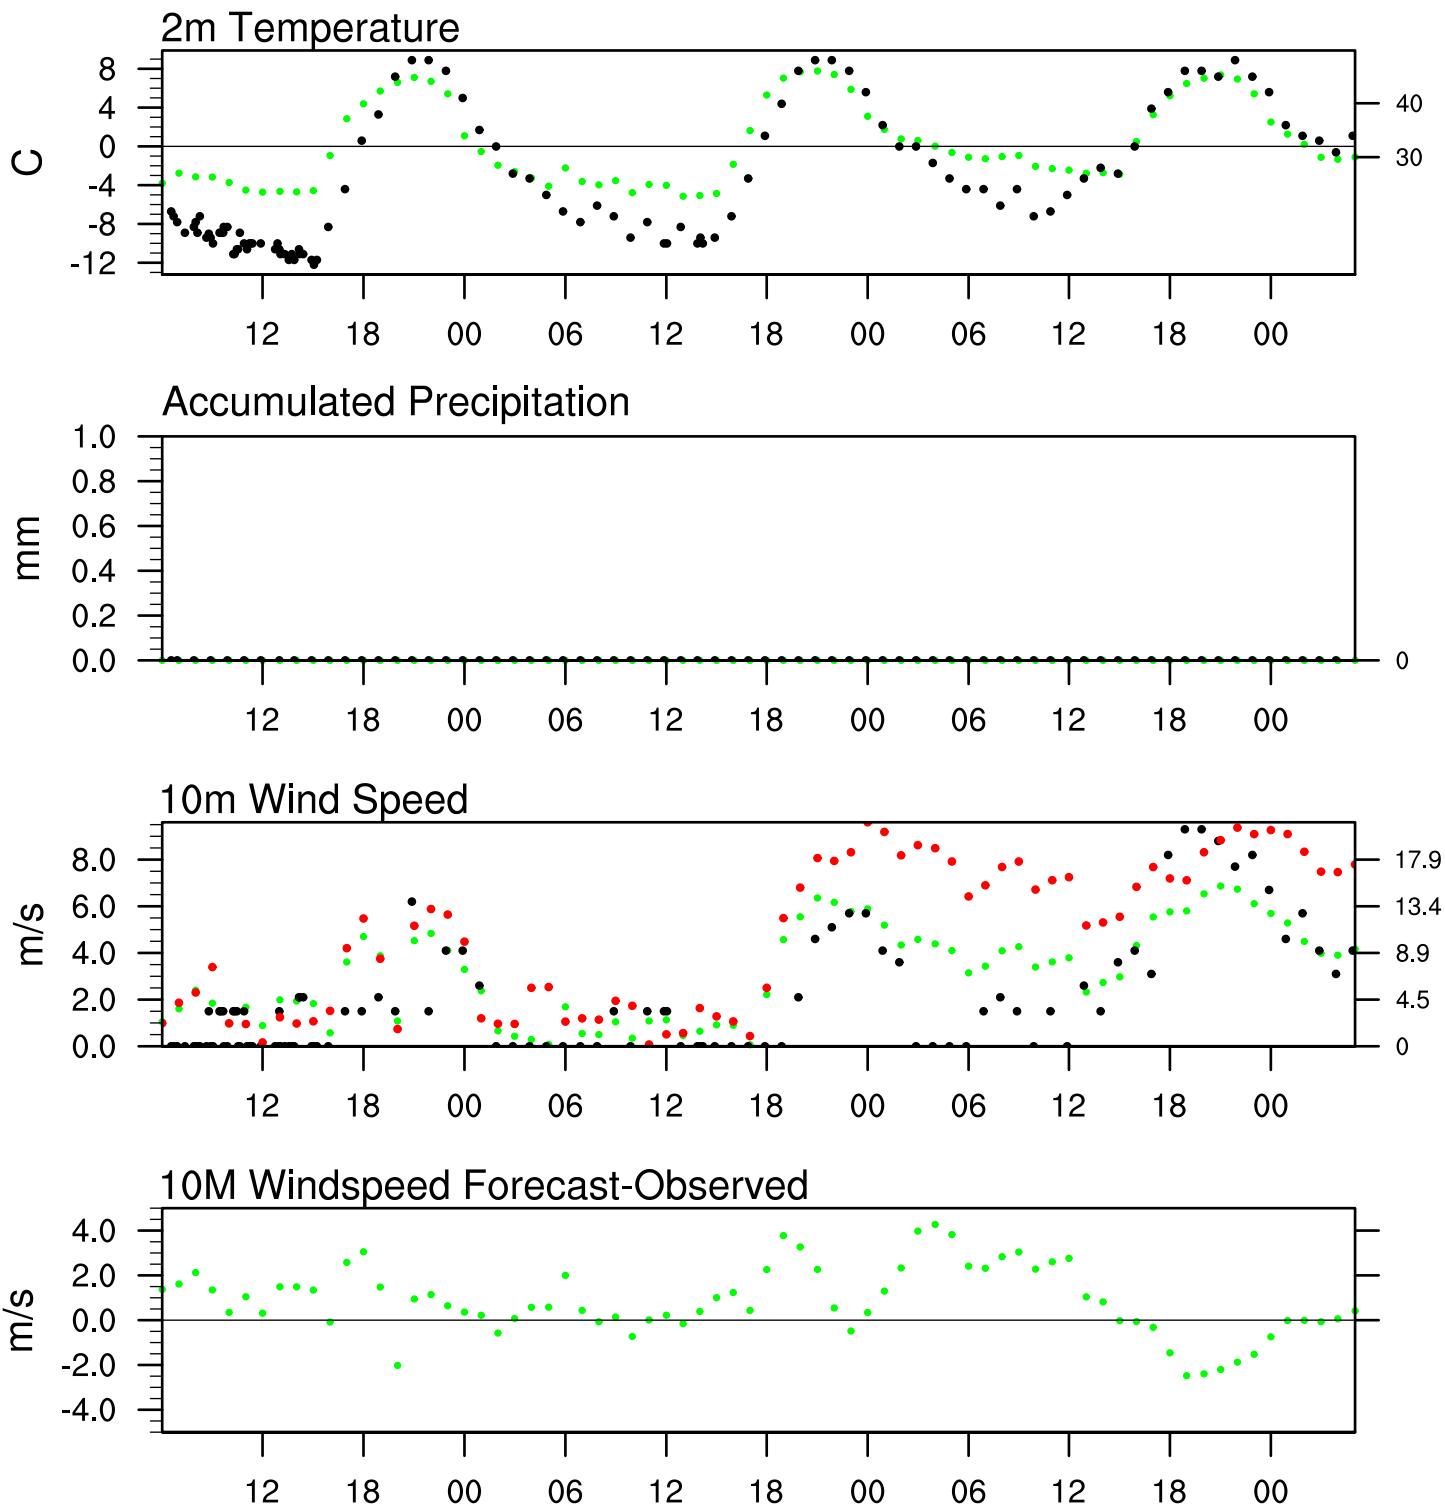 2m Temperature
8
4
0
-4
-8
-12
C
40
30
12 18 00 06 12 18 00 06 12 18 00
Accumulated Precipitation
1.0
0.8
0.6
0.4
0.2
0.0
mm
0
12 18 00 06 12 18 00 06 12 18 00
10m Wind Speed
8.0
6.0
4.0
2.0
0.0
m/s
17.9
13.4
8.9
4.5
0
12 18 00 06 12 18 00 06 12 18 00
10M Windspeed Forecast-Observed
4.0
2.0
0.0
-2.0
-4.0
m/s
12 18 00 06 12 18 00 06 12 18 00